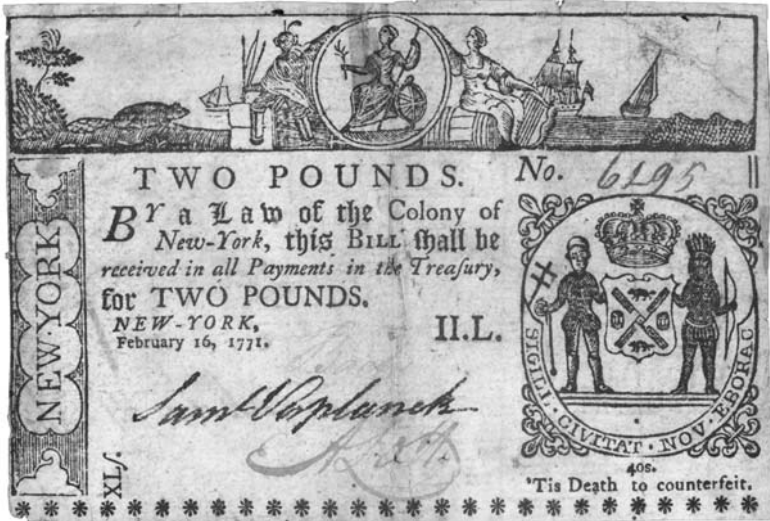 TWO POUNDS.
No. 6295
BY a Law of the Colony of
New-York, this BILL ſhall be
received in all Payments in the Treaſury,
for TWO POUNDS.
NEW-YORK,
February 16, 1771.
II.L.
NEW-YORK
Saml Verplanck
A Lott
XLſ.
SIGILL · CIVITAT · NOV · EBORAC
40s.
'Tis Death to counterfeit.